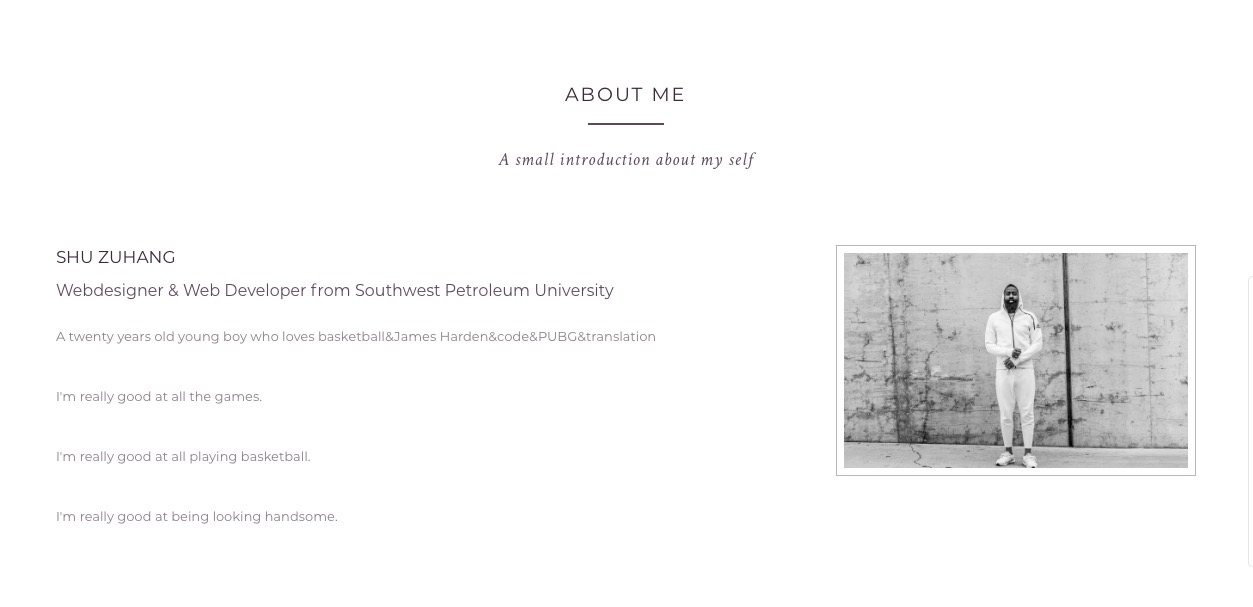 ABOUT ME
A small introduction about my self
SHU ZUHANG
Webdesigner & Web Developer from Southwest Petroleum University
A twenty years old young boy who loves basketball&James Harden&code&PUBG&translation
I'm really good at all the games.
I'm really good at all playing basketball.
I'm really good at being looking handsome.